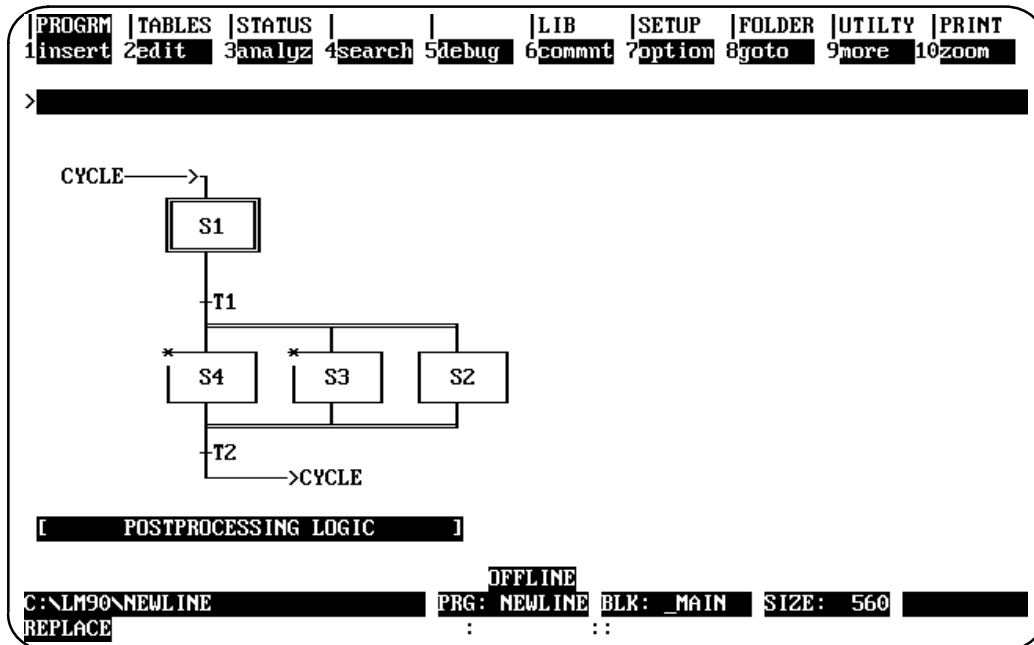 |PROGRM |TABLES |STATUS | | |LIB |SETUP |FOLDER |UTILTY |PRINT
1insert 2edit 3analyz 4search 5debug 6commnt 7option 8goto 9more 10zoom
>
CYCLE >
S1
T1
* S4 * S3 S2
T2
>CYCLE
[ POSTPROCESSING LOGIC ]
OFFLINE
C:\LM90\NEWLINE PRG: NEWLINE BLK: _MAIN SIZE: 560
REPLACE : ::